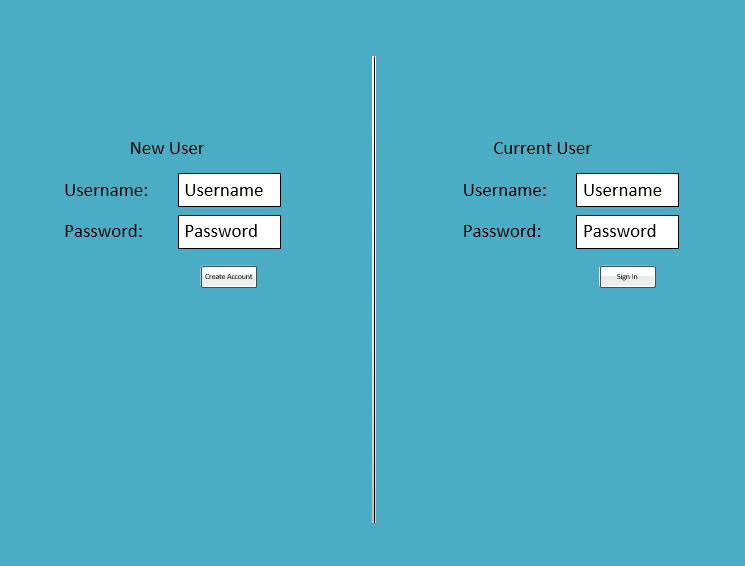 New User
Username: Username
Password: Password
Create Account
Current User
Username: Username
Password: Password
Sign In